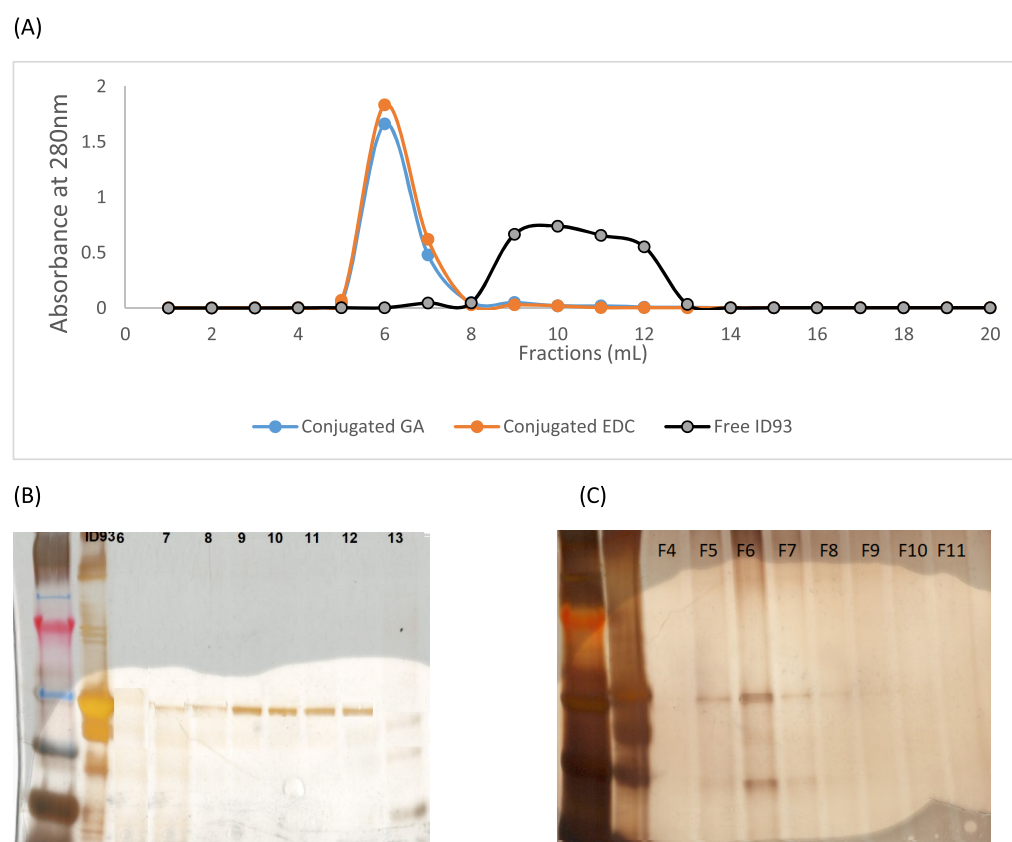 (A)
Absorbance at 280nm
2
1.5
1
0.5
0
0 2 4 6 8 10 12 14 16 18 20
Fractions (mL)
Conjugated GA Conjugated EDC Free ID93
(B) (C)
ID93 6 7 8 9 10 11 12 13
F4 F5 F6 F7 F8 F9 F10 F11